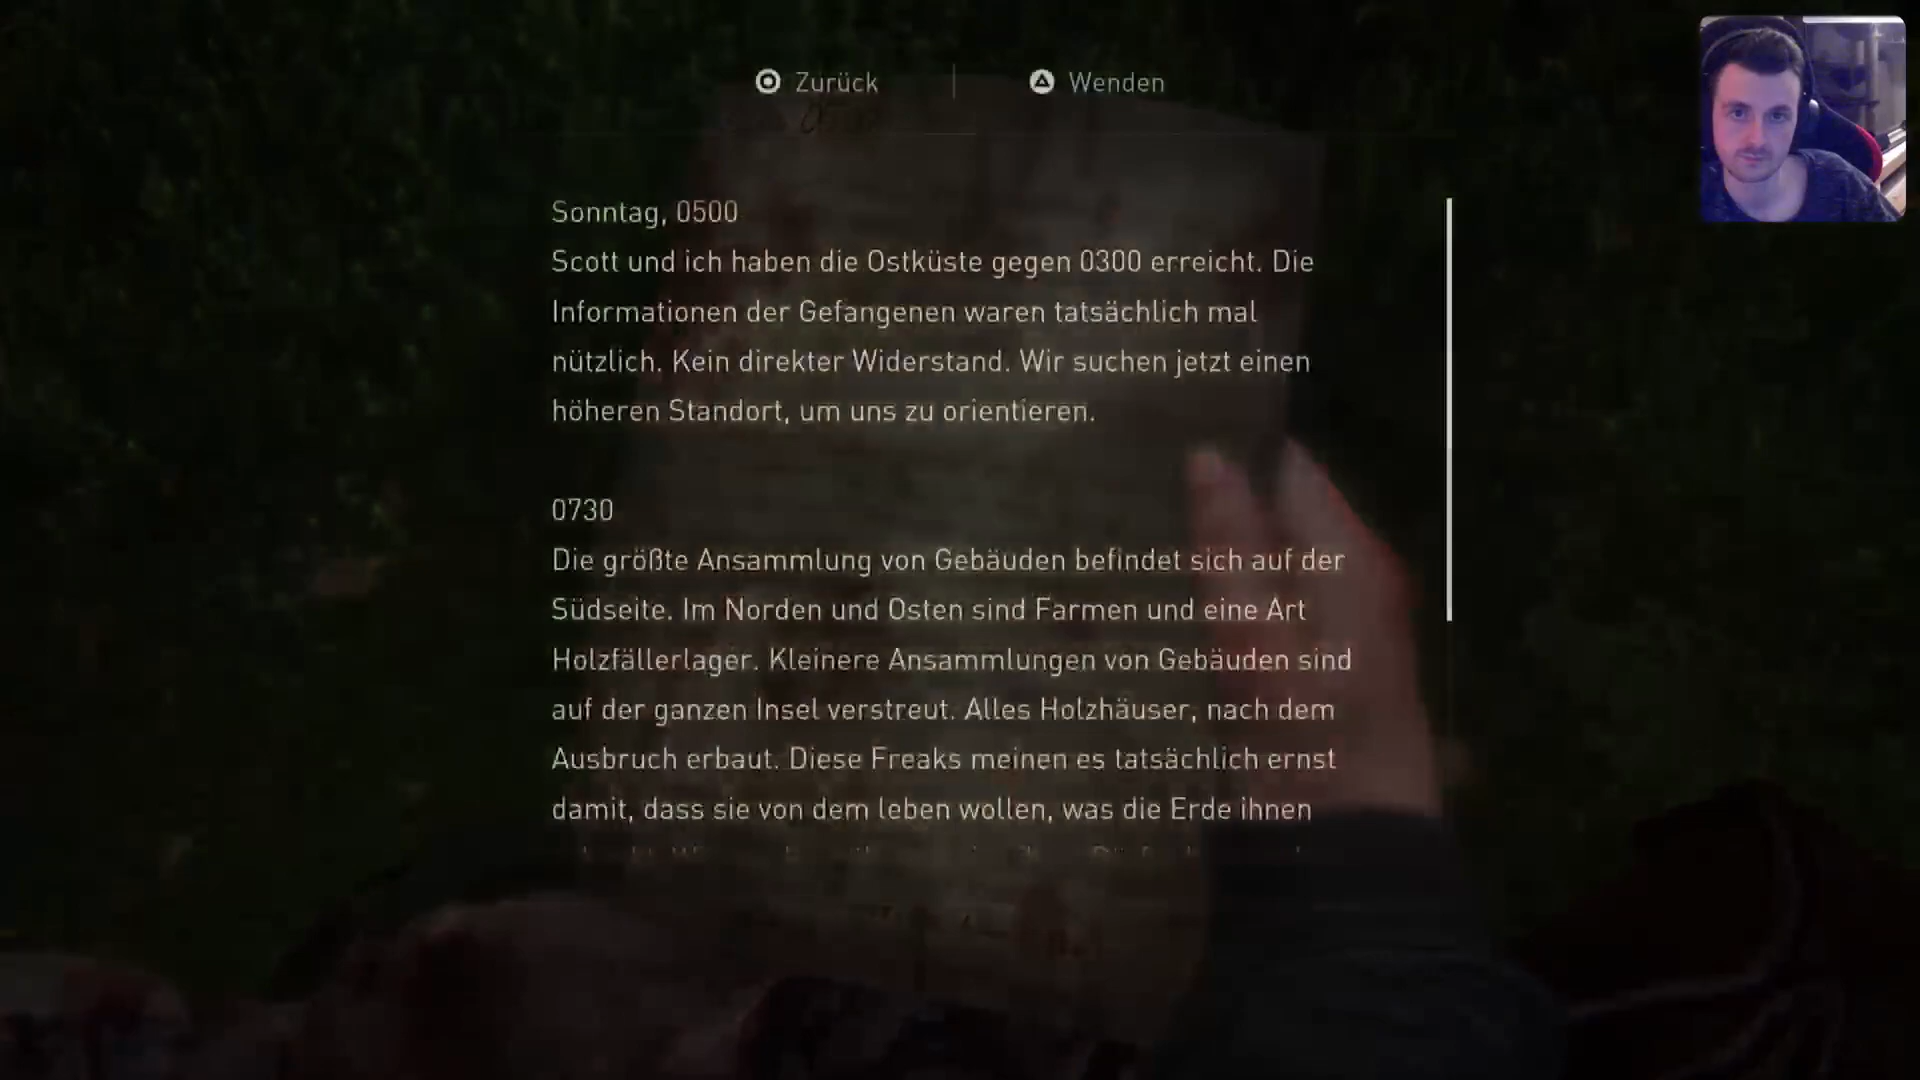 Zurück
Wenden
Sonntag, 0500
Scott und ich haben die Ostküste gegen 0300 erreicht. Die
Informationen der Gefangenen waren tatsächlich mal
nützlich. Kein direkter Widerstand. Wir suchen jetzt einen
höheren Standort, um uns zu orientieren.
0730
Die größte Ansammlung von Gebäuden befindet sich auf der
Südseite. Im Norden und Osten sind Farmen und eine Art
Holzfällerlager. Kleinere Ansammlungen von Gebäuden sind
auf der ganzen Insel verstreut. Alles Holzhäuser, nach dem
Ausbruch erbaut. Diese Freaks meinen es tatsächlich ernst
damit, dass sie von dem leben wollen, was die Erde ihnen